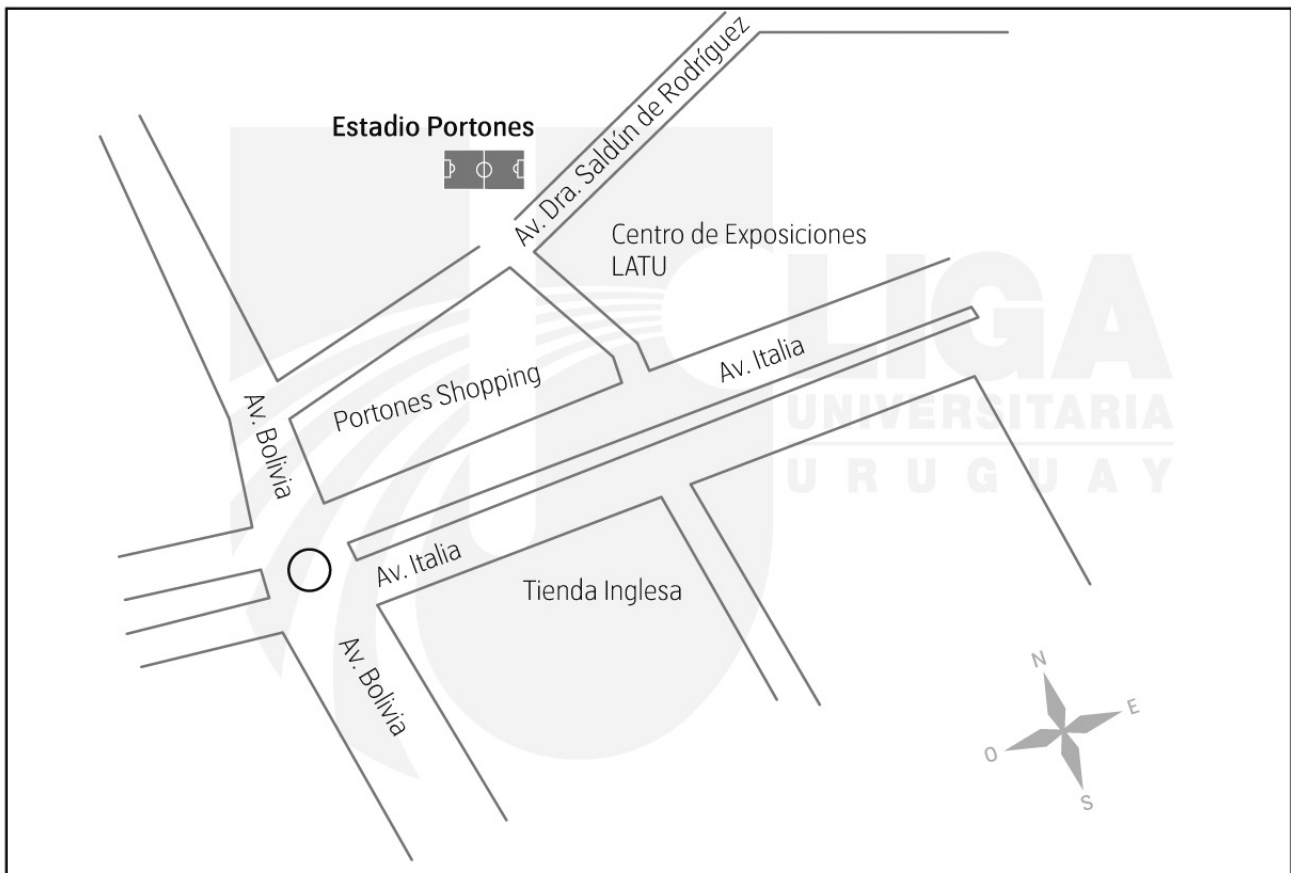 Av. Dra. Saldún de Rodríguez
Estadio Portones
Centro de Exposiciones
LATU
LIGA
Av. Italia
Portones Shopping
UNIVERSITARIA
Av. Bolivia
URUGUAY
Av. Italia
Tienda Inglesa
Av. Bolivia
N
E
O
S